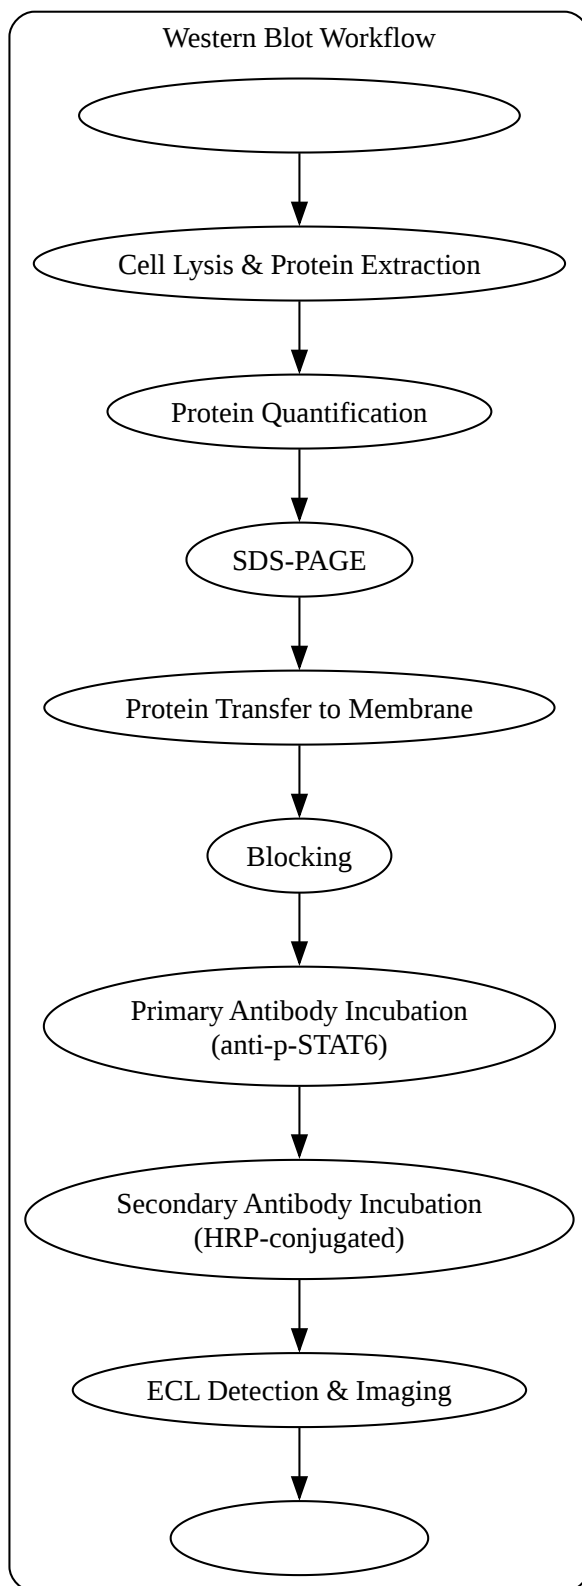 Western Blot Workflow
Cell Lysis & Protein Extraction
Protein Quantification
SDS-PAGE
Protein Transfer to Membrane
Blocking
Primary Antibody Incubation
(anti-p-STAT6)
Secondary Antibody Incubation
(HRP-conjugated)
ECL Detection & Imaging